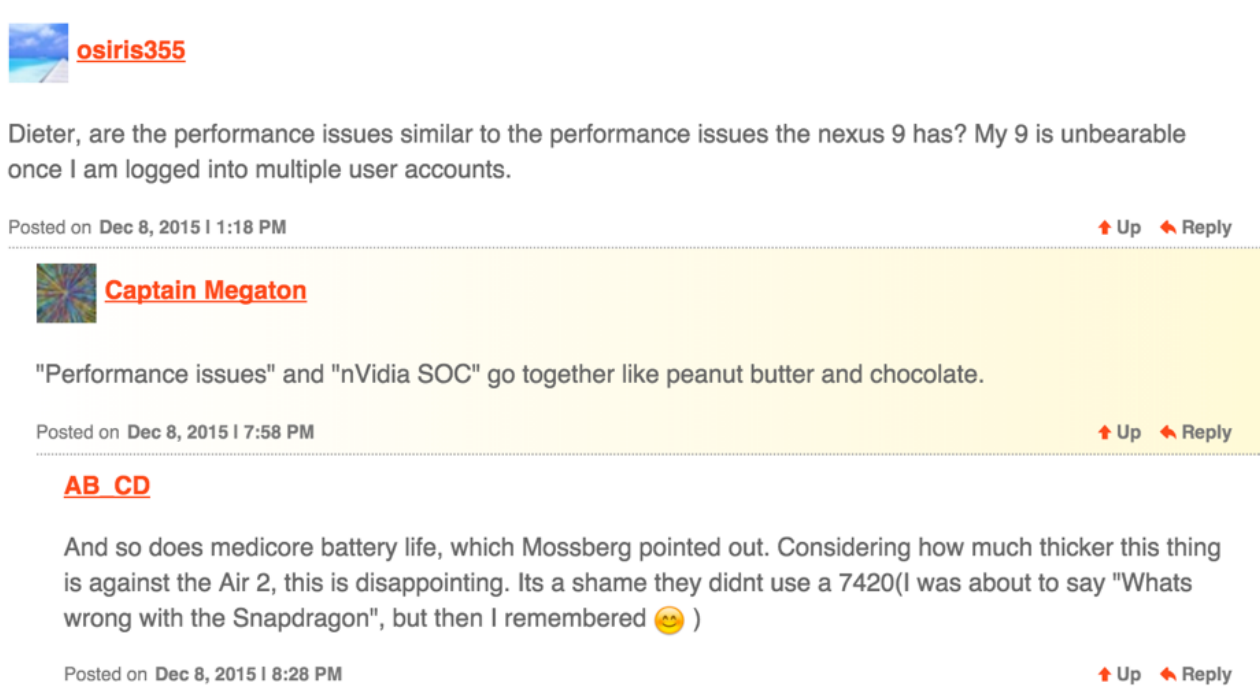 osiris355
Dieter, are the performance issues similar to the performance issues the nexus 9 has? My 9 is unbearable
once I am logged into multiple user accounts.
Posted on Dec 8, 2015 | 1:18 PM Up Reply
Captain Megaton
"Performance issues" and "nVidia SOC" go together like peanut butter and chocolate.
Posted on Dec 8, 2015 | 7:58 PM Up Reply
AB_CD
And so does medicore battery life, which Mossberg pointed out. Considering how much thicker this thing
is against the Air 2, this is disappointing. Its a shame they didnt use a 7420(I was about to say "Whats
wrong with the Snapdragon", but then I remembered 😊 )
Posted on Dec 8, 2015 | 8:28 PM Up Reply